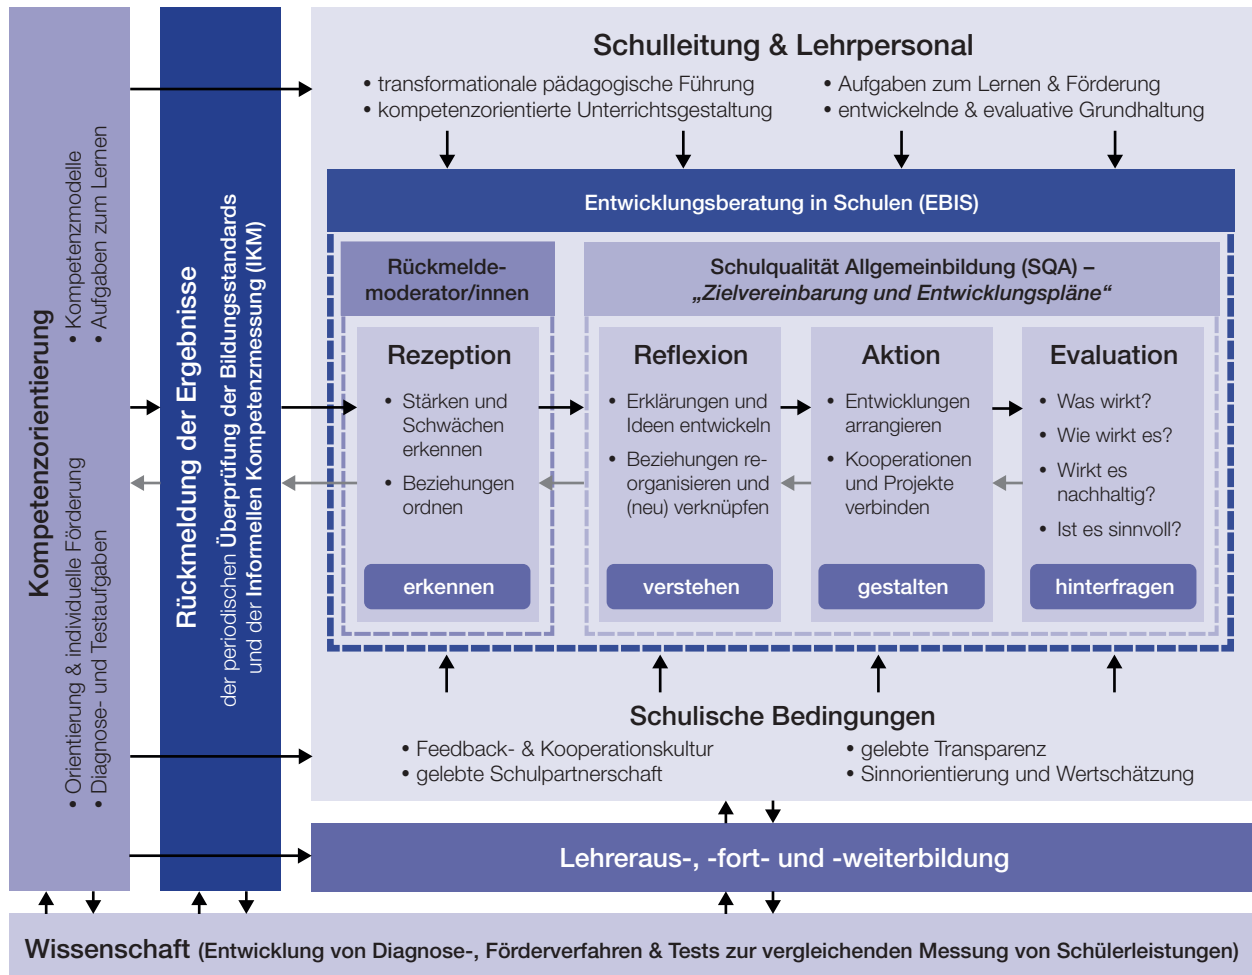 Kompetenzorientierung
• Kompetenzmodelle
• Aufgaben zum Lernen
• Orientierung & individuelle Förderung
• Diagnose- und Testaufgaben
Rückmeldung der Ergebnisse
der periodischen Überprüfung der Bildungsstandards
und der Informellen Kompetenzmessung (IKM)
Schulleitung & Lehrpersonal
• transformationale pädagogische Führung
• kompetenzorientierte Unterrichtsgestaltung
• Aufgaben zum Lernen & Förderung
• entwickelnde & evaluative Grundhaltung
Entwicklungsberatung in Schulen (EBIS)
Rückmelde-
moderator/innen
Schulqualität Allgemeinbildung (SQA) –
„Zielvereinbarung und Entwicklungspläne“
Rezeption
• Stärken und
Schwächen
erkennen
• Beziehungen
ordnen
erkennen
Reflexion
• Erklärungen und
Ideen entwickeln
• Beziehungen re-
organisieren und
(neu) verknüpfen
verstehen
Aktion
• Entwicklungen
arrangieren
• Kooperationen
und Projekte
verbinden
gestalten
Evaluation
• Was wirkt?
• Wie wirkt es?
• Wirkt es
nachhaltig?
• Ist es sinnvoll?
hinterfragen
Schulische Bedingungen
• Feedback- & Kooperationskultur
• gelebte Schulpartnerschaft
• gelebte Transparenz
• Sinnorientierung und Wertschätzung
Lehreraus-, -fort- und -weiterbildung
Wissenschaft (Entwicklung von Diagnose-, Förderverfahren & Tests zur vergleichenden Messung von Schülerleistungen)